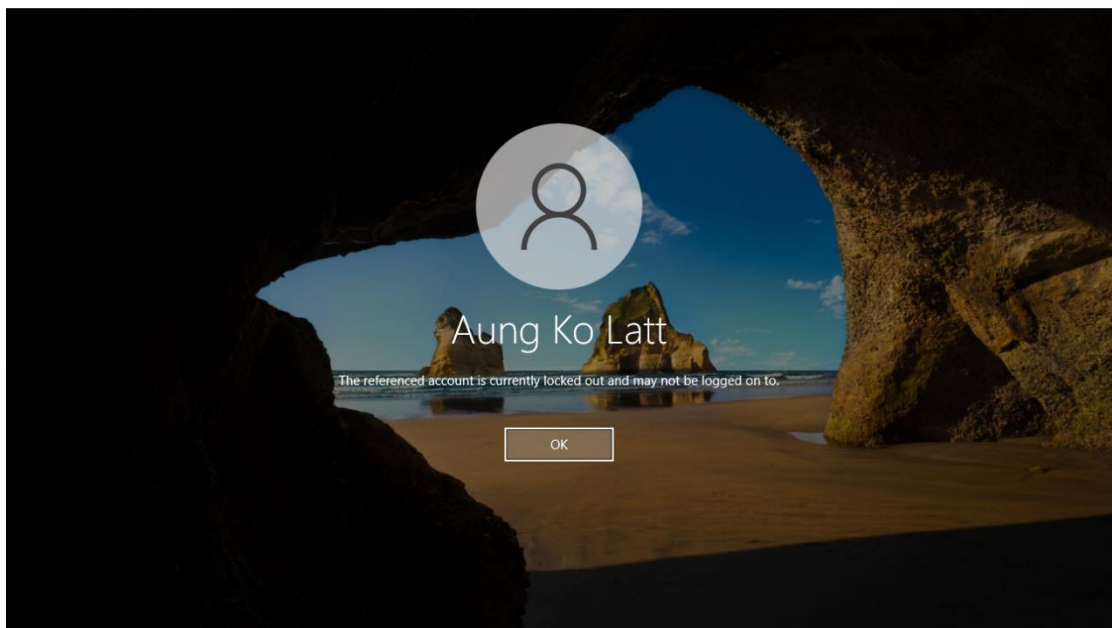 Aung Ko Latt
The referenced account is currently locked out and may not be logged on to.
OK